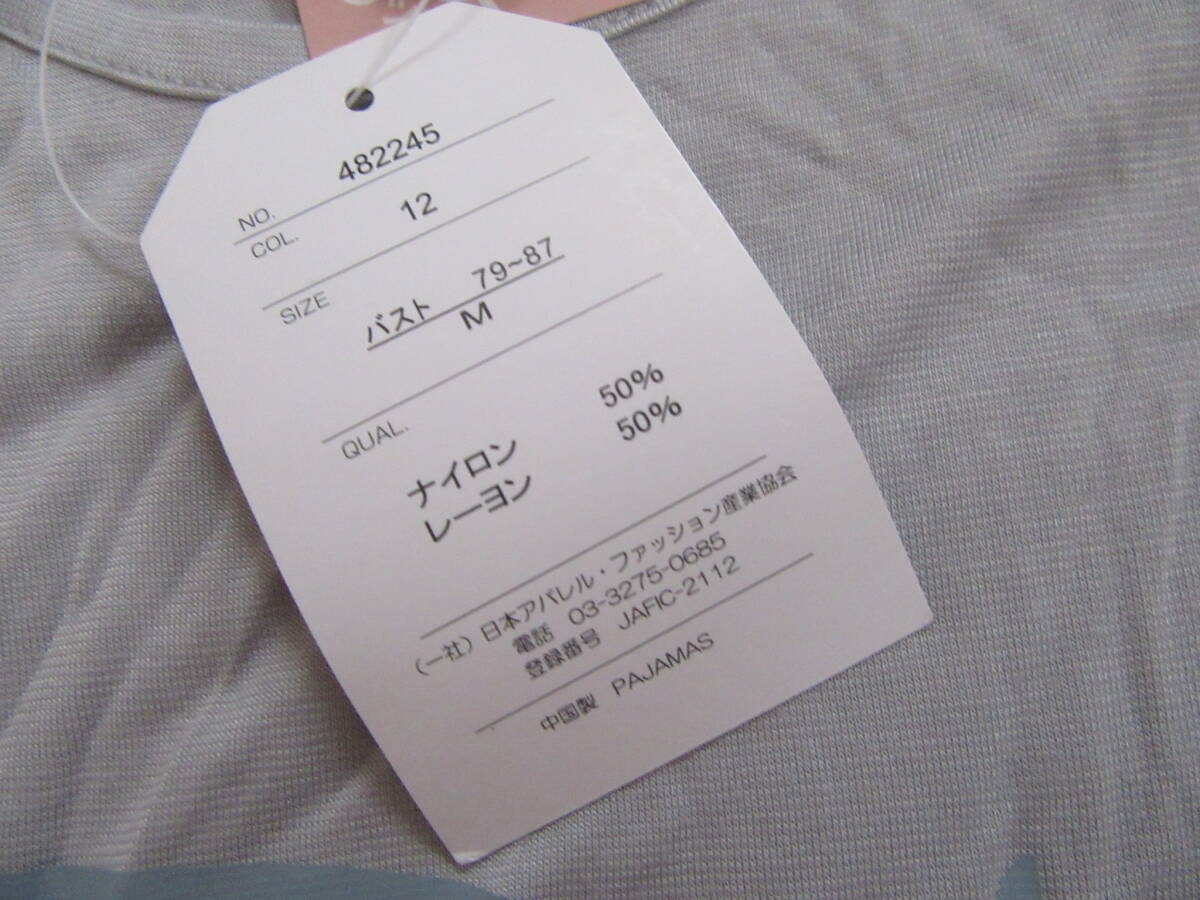 NO. 482245
COL. 12
SIZE バスト 79~87
M
QUAL.
ナイロン 50%
レーヨン 50%
(一社)日本アパレル・ファッション産業協会
電話 03-3275-0685
登録番号 JAFIC-2112
中国製 PAJAMAS